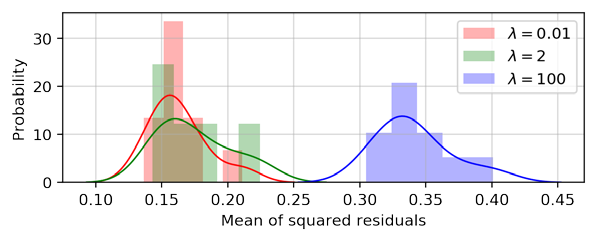 λ = 0.01
λ = 2
λ = 100
Probability
30
20
10
0
0.10 0.15 0.20 0.25 0.30 0.35 0.40 0.45
Mean of squared residuals